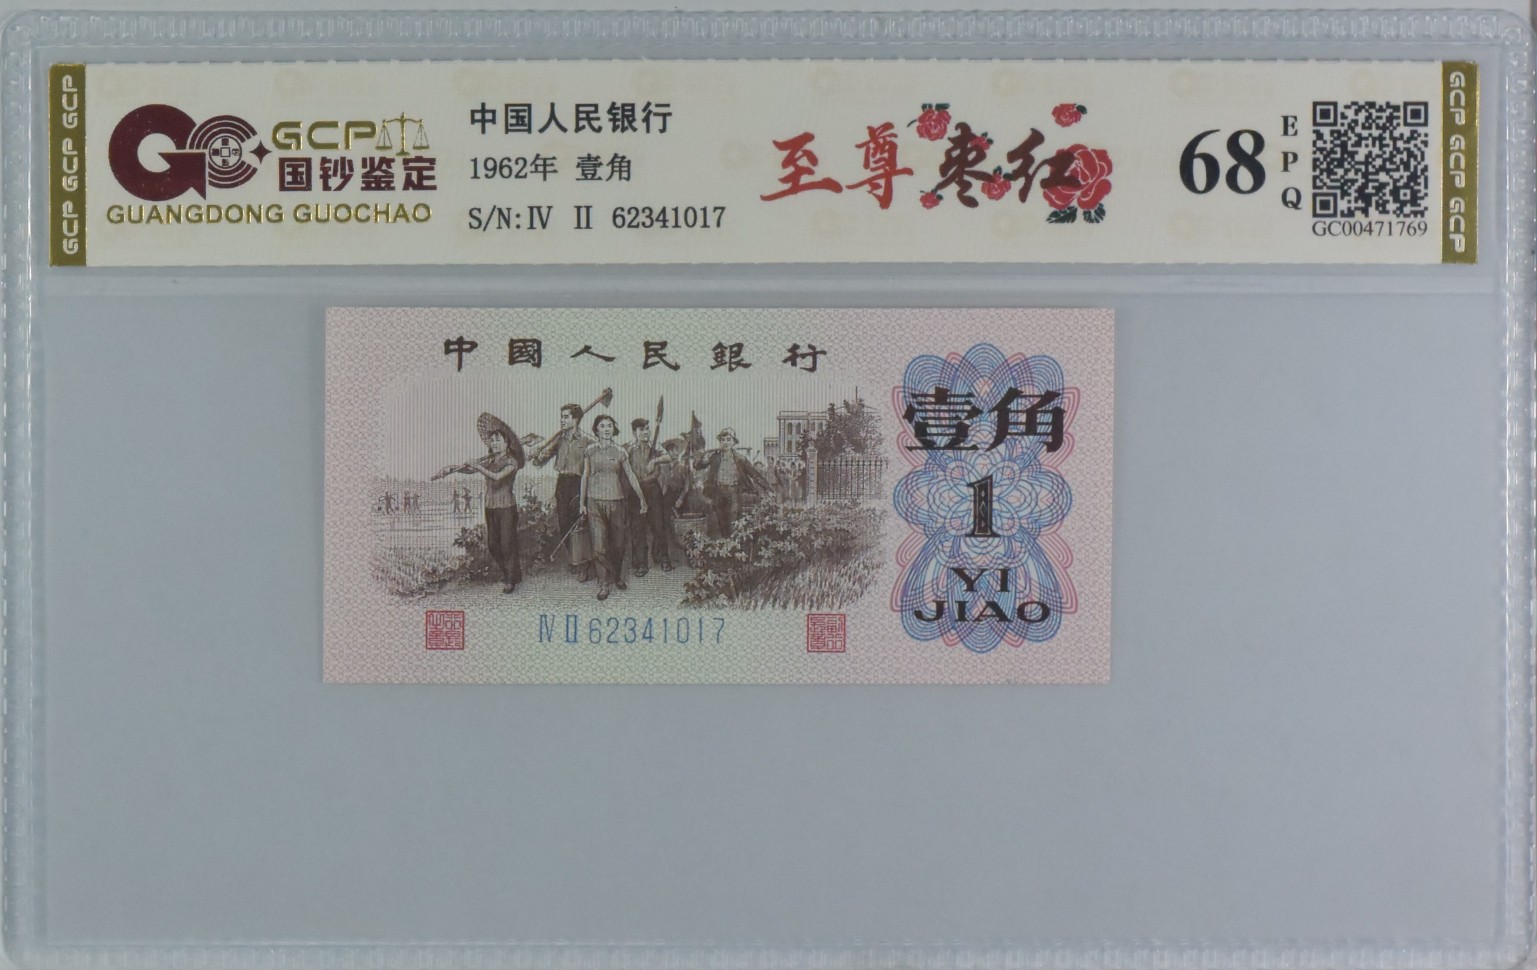 GCP GCP GCP
GCP
国钞鉴定
GUANGDONG GUOCHAO
中国人民银行
1962年 壹角
S/N:Ⅳ Ⅱ 62341017
至尊枣红
68
EPQ
GC00471769
GCP GCP GCP
中國人民銀行
壹角
1
YI
JIAO
Ⅳ Ⅱ 62341017